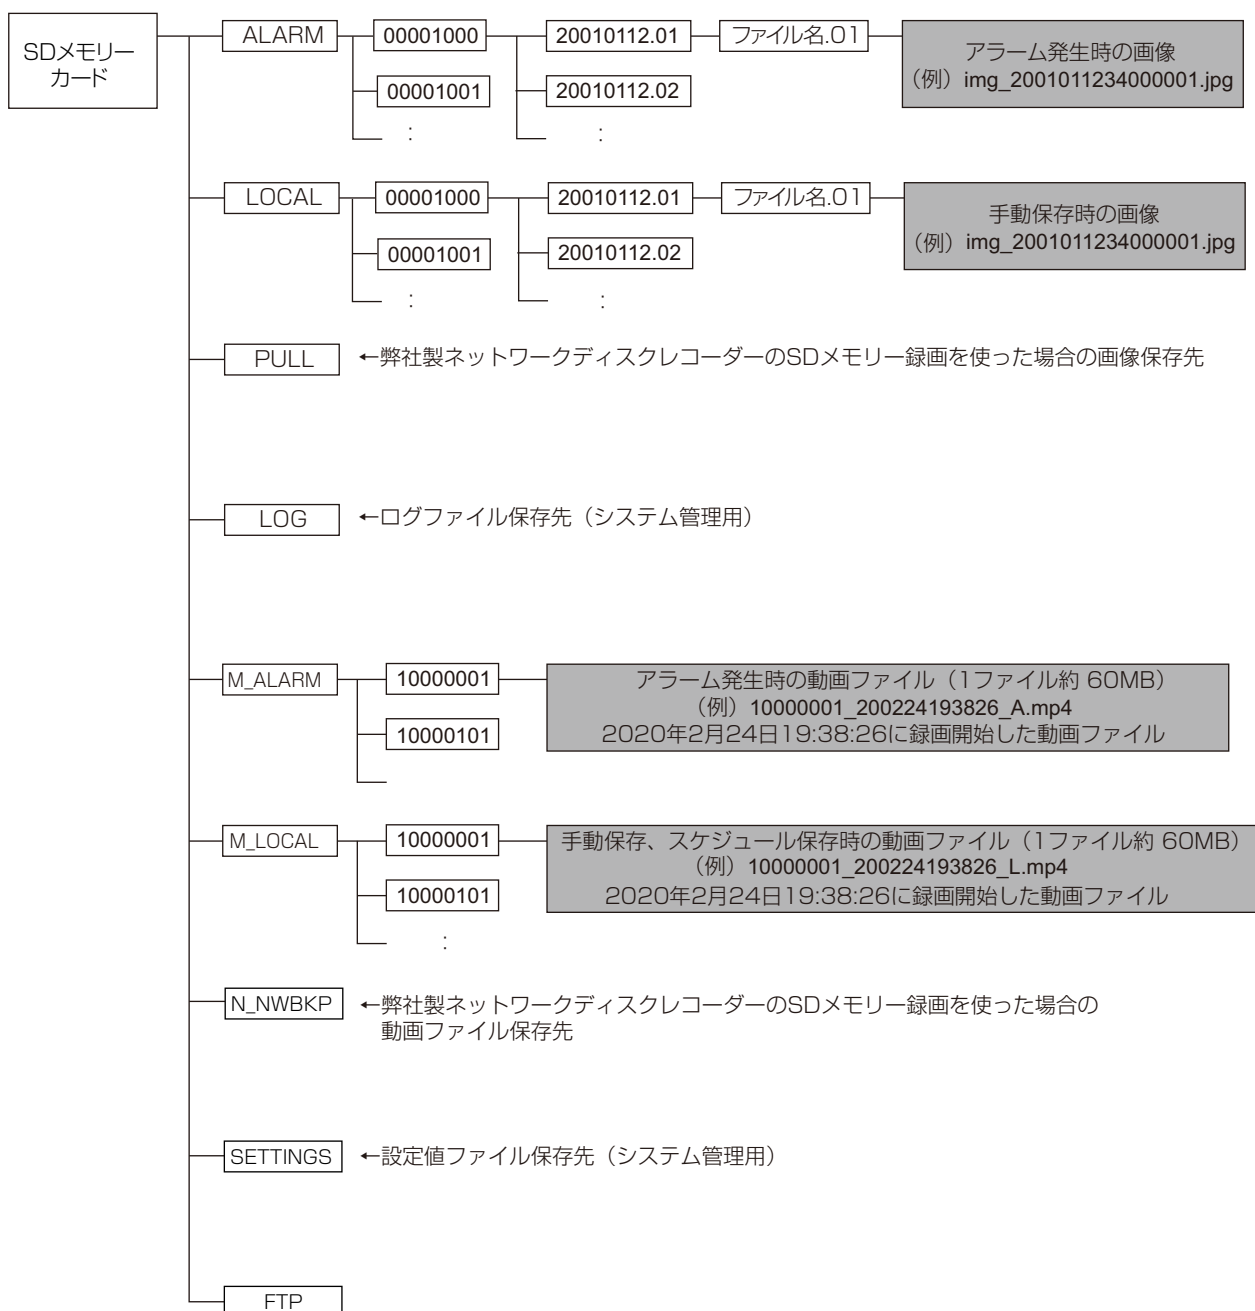 SDメモリー
カード
ALARM
00001000
20010112.01
ファイル名.01
アラーム発生時の画像
（例）img_2001011234000001.jpg
00001001
20010112.02
:
:
LOCAL
00001000
20010112.01
ファイル名.01
手動保存時の画像
（例）img_2001011234000001.jpg
00001001
20010112.02
:
:
PULL
←弊社製ネットワークディスクレコーダーのSDメモリー録画を使った場合の画像保存先
LOG
←ログファイル保存先（システム管理用）
M_ALARM
10000001
アラーム発生時の動画ファイル（1ファイル約 60MB）
（例）10000001_200224193826_A.mp4
2020年2月24日19:38:26に録画開始した動画ファイル
10000101
M_LOCAL
10000001
手動保存、スケジュール保存時の動画ファイル（1ファイル約 60MB）
（例）10000001_200224193826_L.mp4
2020年2月24日19:38:26に録画開始した動画ファイル
10000101
:
N_NWBKP
←弊社製ネットワークディスクレコーダーのSDメモリー録画を使った場合の
動画ファイル保存先
SETTINGS
←設定値ファイル保存先（システム管理用）
FTP